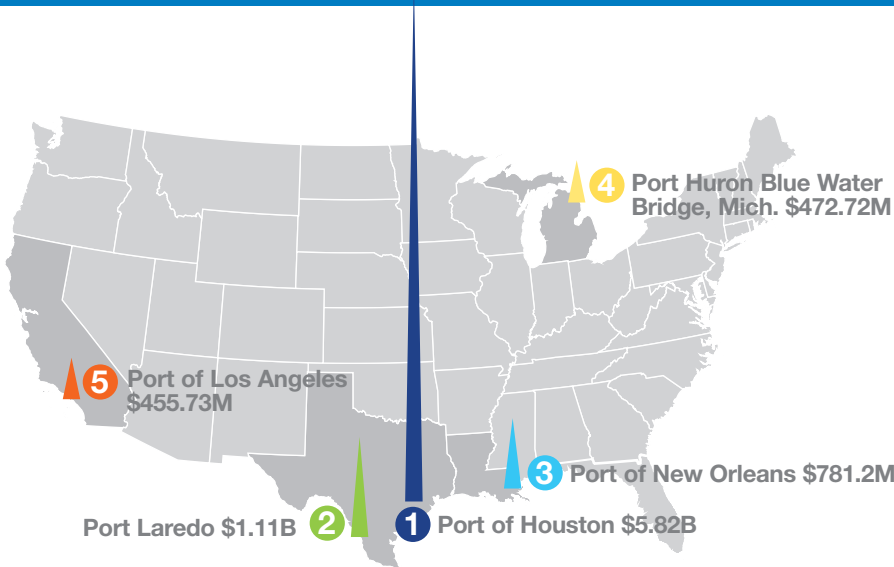 4 Port Huron Blue Water
Bridge, Mich. $472.72M
5 Port of Los Angeles
$455.73M
3 Port of New Orleans $781.2M
Port Laredo $1.11B 2
1 Port of Houston $5.82B